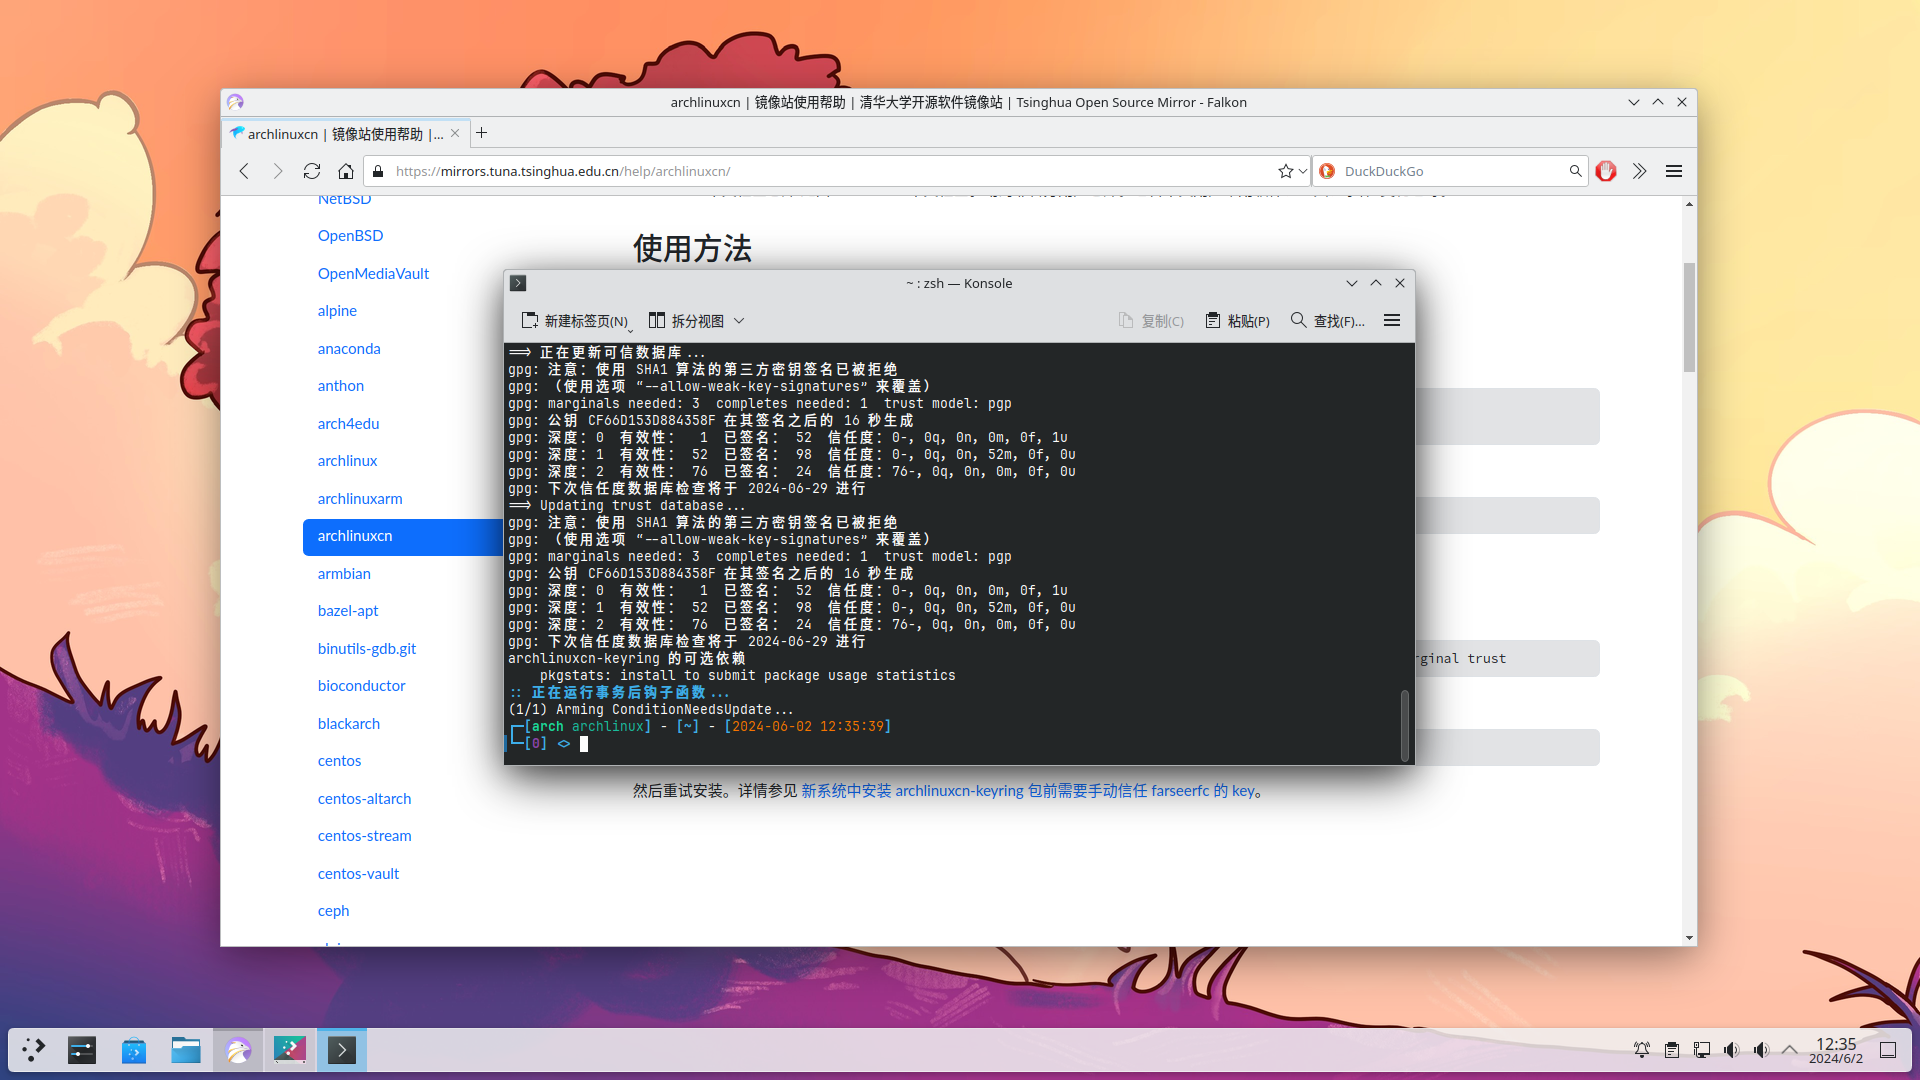 archlinuxcn | 镜像站使用帮助 | 清华大学开源软件镜像站 | Tsinghua Open Source Mirror - Falkon
archlinuxcn | 镜像站使用帮助 |...
https://mirrors.tuna.tsinghua.edu.cn/help/archlinuxcn/
DuckDuckGo
NetBSD
OpenBSD
OpenMediaVault
alpine
anaconda
anthon
arch4edu
archlinux
archlinuxarm
archlinuxcn
armbian
bazel-apt
binutils-gdb.git
bioconductor
blackarch
centos
centos-altarch
centos-stream
centos-vault
ceph
使用方法
~ : zsh — Konsole
新建标签页(N)
拆分视图
复制(C)
粘贴(P)
查找(F)...
==> 正在更新可信数据库...
gpg: 注意：使用 SHA1 算法的第三方密钥签名已被拒绝
gpg: （使用选项 “--allow-weak-key-signatures” 来覆盖）
gpg: marginals needed: 3  completes needed: 1  trust model: pgp
gpg: 公钥 CF66D153D884358F 在其签名之后的 16 秒生成
gpg: 深度：0  有效性：  1  已签名： 52  信任度：0-，0q，0n，0m，0f，1u
gpg: 深度：1  有效性： 52  已签名： 98  信任度：0-，0q，0n，52m，0f，0u
gpg: 深度：2  有效性： 76  已签名： 24  信任度：76-，0q，0n，0m，0f，0u
gpg: 下次信任度数据库检查将于 2024-06-29 进行
==> Updating trust database...
gpg: 注意：使用 SHA1 算法的第三方密钥签名已被拒绝
gpg: （使用选项 “--allow-weak-key-signatures” 来覆盖）
gpg: marginals needed: 3  completes needed: 1  trust model: pgp
gpg: 公钥 CF66D153D884358F 在其签名之后的 16 秒生成
gpg: 深度：0  有效性：  1  已签名： 52  信任度：0-，0q，0n，0m，0f，1u
gpg: 深度：1  有效性： 52  已签名： 98  信任度：0-，0q，0n，52m，0f，0u
gpg: 深度：2  有效性： 76  已签名： 24  信任度：76-，0q，0n，0m，0f，0u
gpg: 下次信任度数据库检查将于 2024-06-29 进行
archlinuxcn-keyring 的可选依赖
pkgstats: install to submit package usage statistics
:: 正在运行事务后钩子函数...
(1/1) Arming ConditionNeedsUpdate...
┌─[arch archlinux] - [~] - [2024-06-02 12:35:39]
└─[0] <>
trust
然后重试安装。详情参见 新系统中安装 archlinuxcn-keyring 包前需要手动信任 farseerfc 的 key。
12:35
2024/6/2